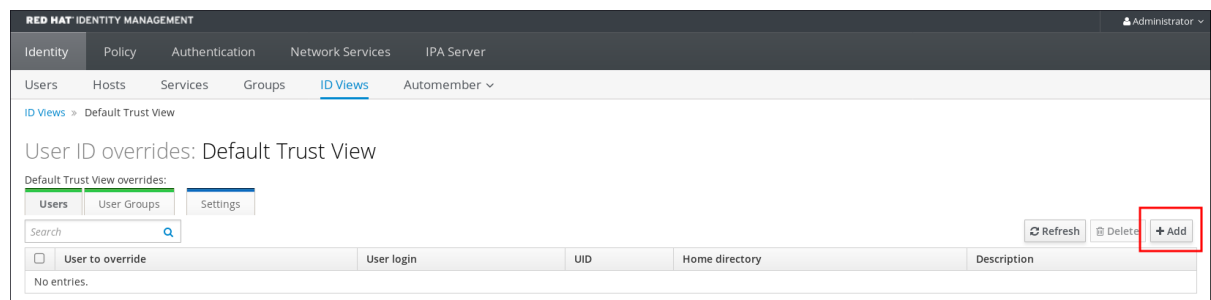 RED HAT® IDENTITY MANAGEMENT Administrator
Identity Policy Authentication Network Services IPA Server
Users Hosts Services Groups ID Views Automember
ID Views » Default Trust View
User ID overrides: Default Trust View
Default Trust View overrides:
Users User Groups Settings
Search Refresh Delete + Add
User to override User login UID Home directory Description
No entries.